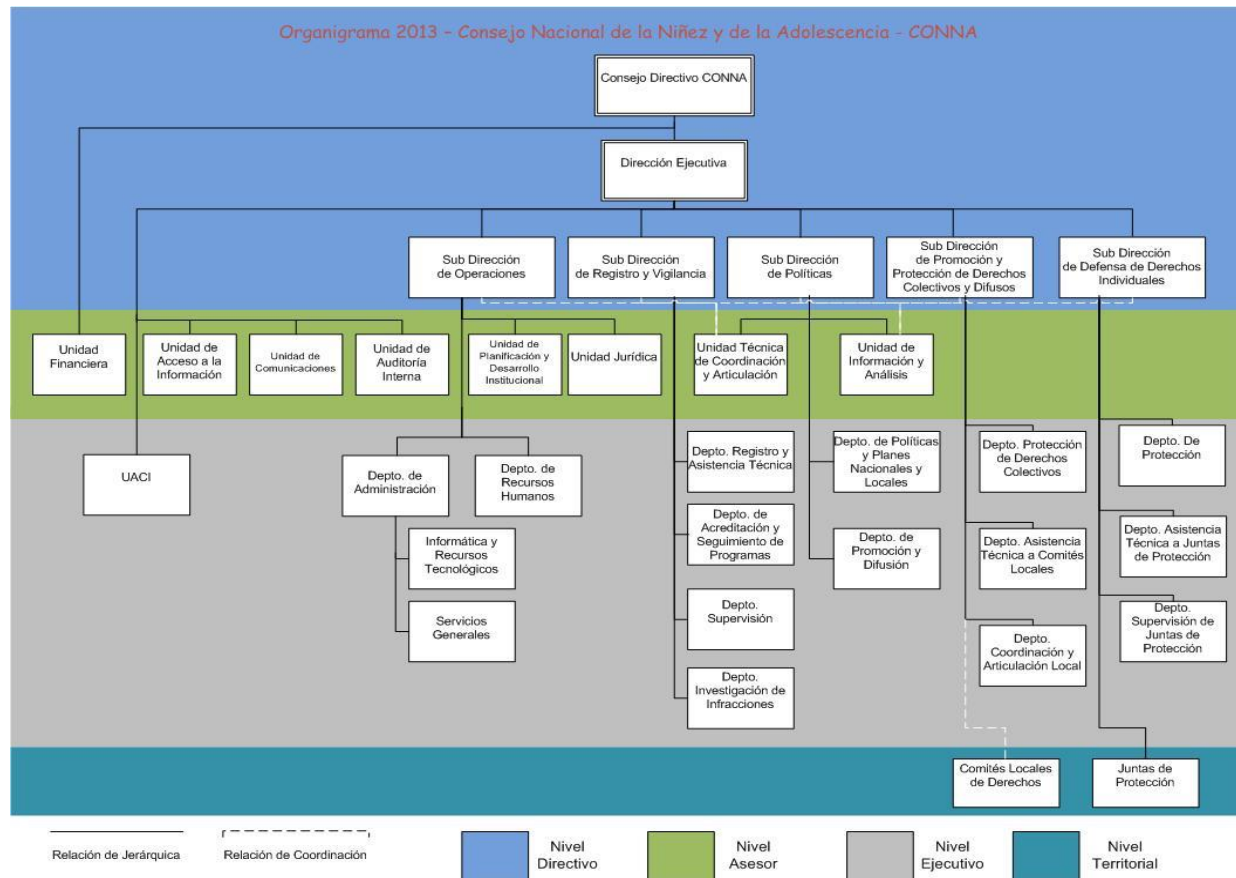 Organigrama 2013 – Consejo Nacional de la Niñez y de la Adolescencia - CONNA
Consejo Directivo CONNA
Dirección Ejecutiva
Sub Dirección
de Operaciones
Sub Dirección
de Registro y Vigilancia
Sub Dirección
de Políticas
Sub Dirección
de Promoción y
Protección de Derechos
Colectivos y Difusos
Sub Dirección
de Defensa de Derechos
Individuales
Unidad
Financiera
Unidad de
Acceso a la
Información
Unidad de
Comunicaciones
Unidad de
Auditoría
Interna
Unidad de
Planificación y
Desarrollo
Institucional
Unidad Jurídica
Unidad Técnica
de Coordinación
y Articulación
Unidad de
Información y
Análisis
UACI
Depto. de
Administración
Depto. de
Recursos
Humanos
Informática y
Recursos
Tecnológicos
Servicios
Generales
Depto. Registro y
Asistencia Técnica
Depto. de
Acreditación y
Seguimiento de
Programas
Depto.
Supervisión
Depto.
Investigación de
Infracciones
Depto. de Políticas
y Planes
Nacionales y
Locales
Depto. de
Promoción y
Difusión
Depto. Protección
de Derechos
Colectivos
Depto. Asistencia
Técnica a Comités
Locales
Depto.
Coordinación y
Articulación Local
Depto. De
Protección
Depto. Asistencia
Técnica a Juntas
de Protección
Depto.
Supervisión de
Juntas de
Protección
Comités Locales
de Derechos
Juntas de
Protección
Relación de Jerárquica
Relación de Coordinación
Nivel
Directivo
Nivel
Asesor
Nivel
Ejecutivo
Nivel
Territorial